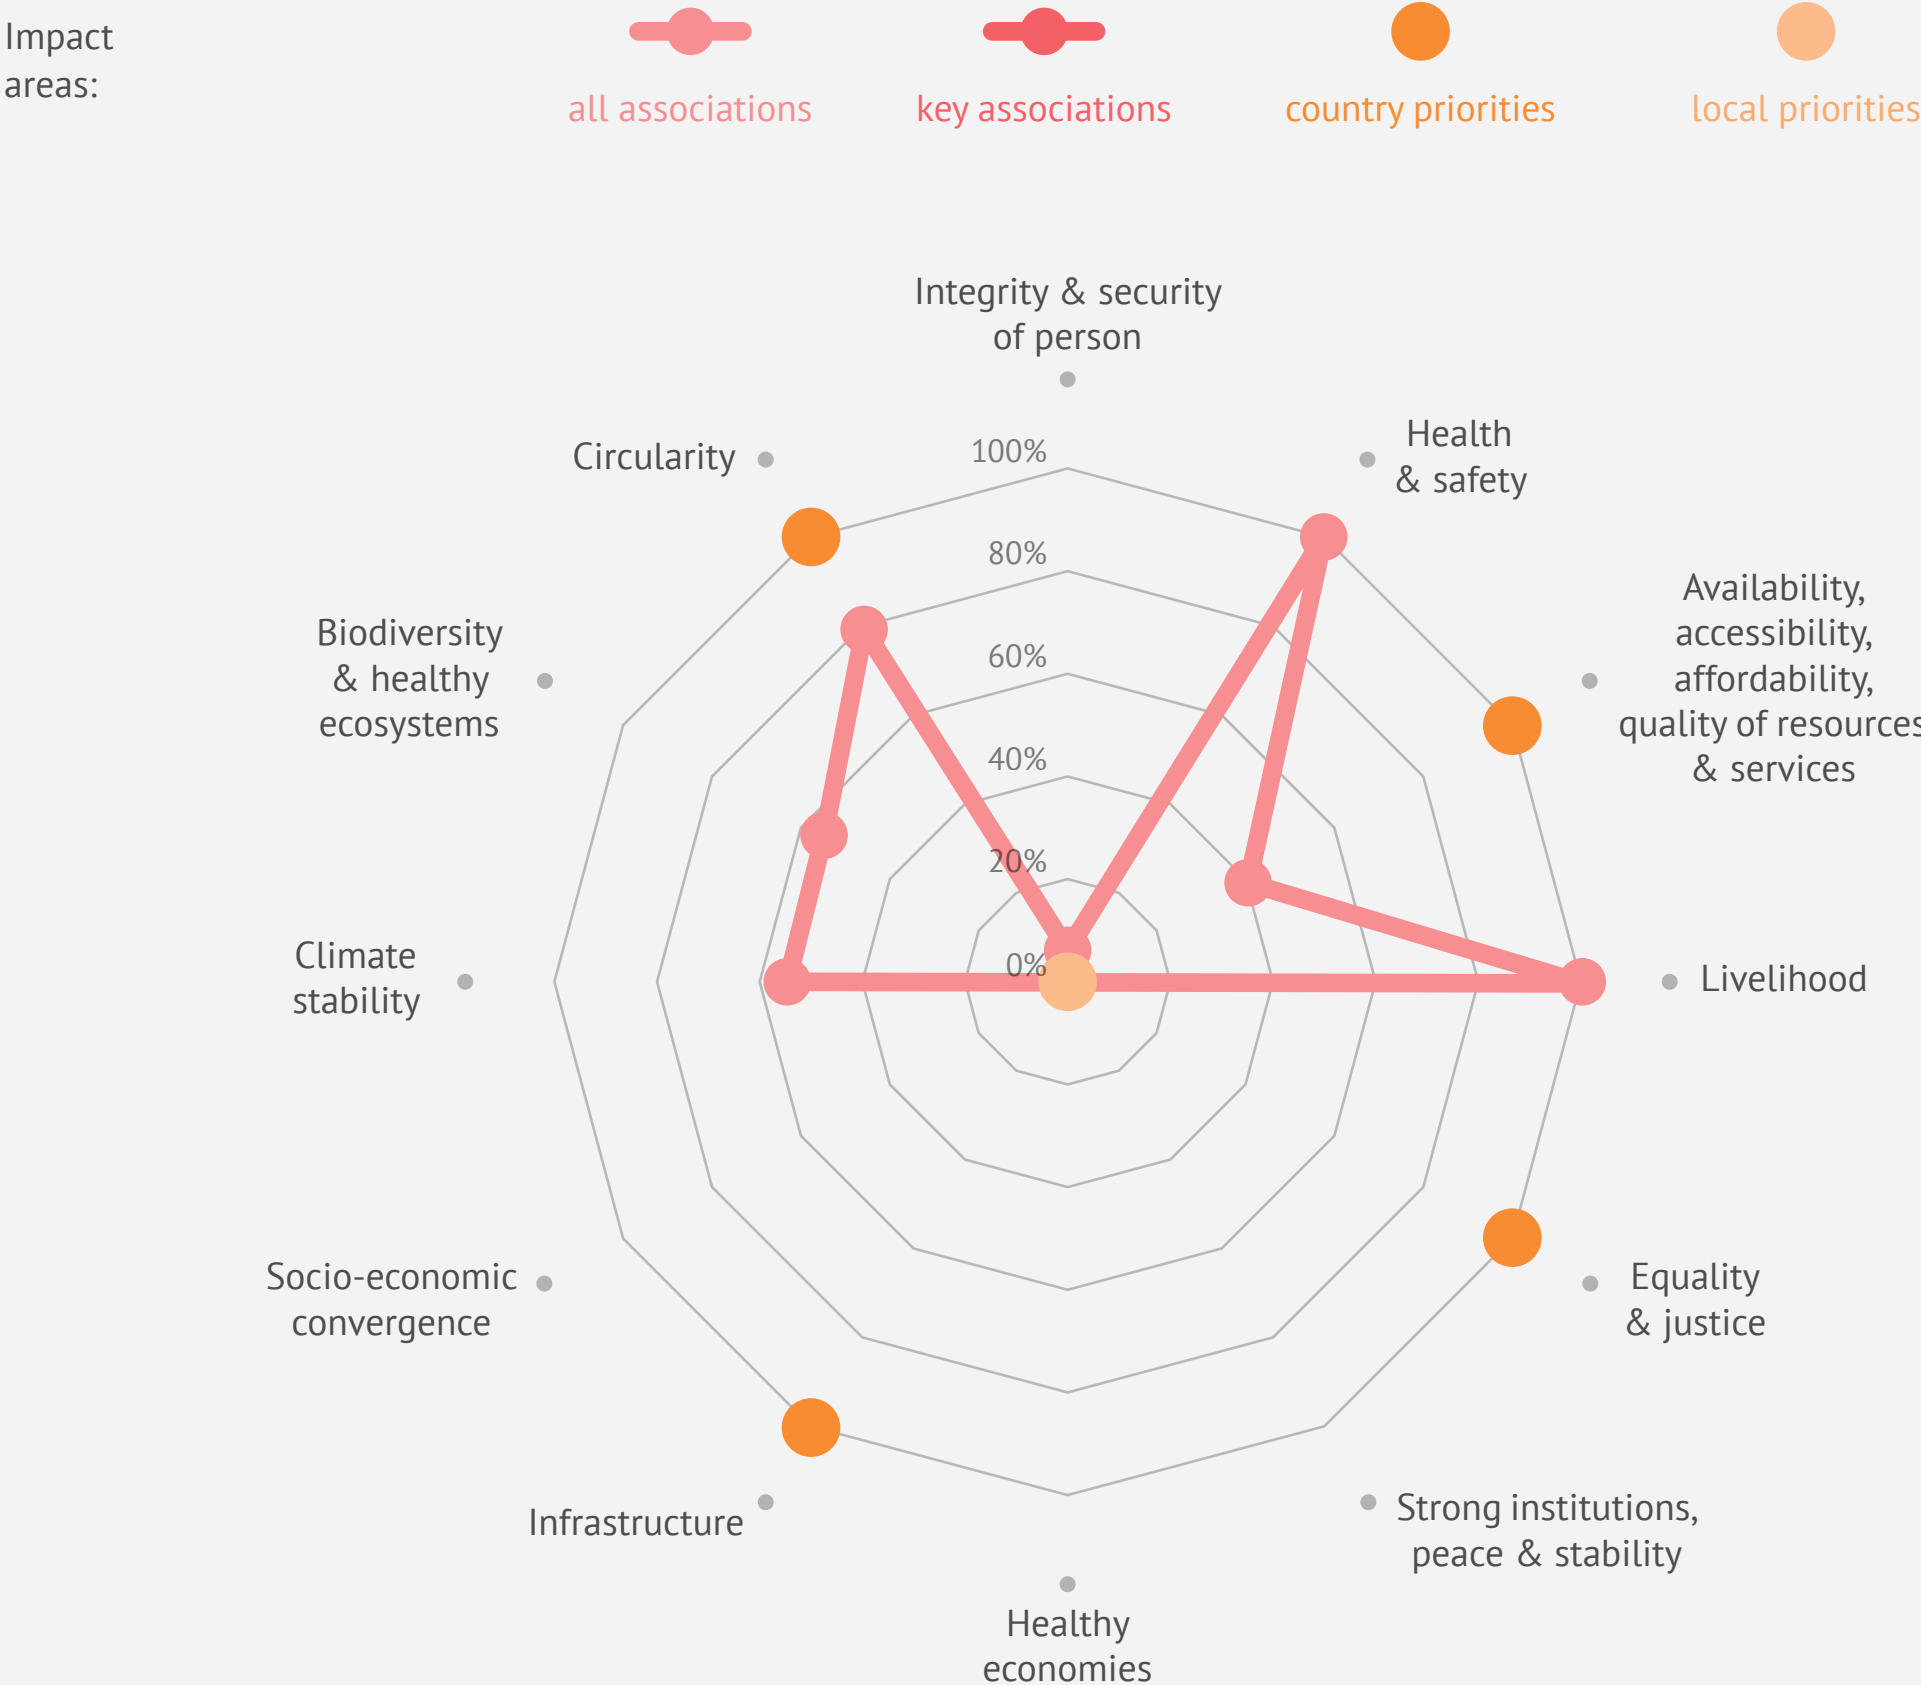 Impact
areas:
all associations
key associations
country priorities
local priorities
Integrity & security
of person
Health
& safety
Availability,
accessibility,
affordability,
quality of resources
& services
Livelihood
Equality
& justice
Strong institutions,
peace & stability
Healthy
economies
Infrastructure
Socio-economic
convergence
Climate
stability
Biodiversity
& healthy
ecosystems
Circularity
100%
80%
60%
40%
20%
0%